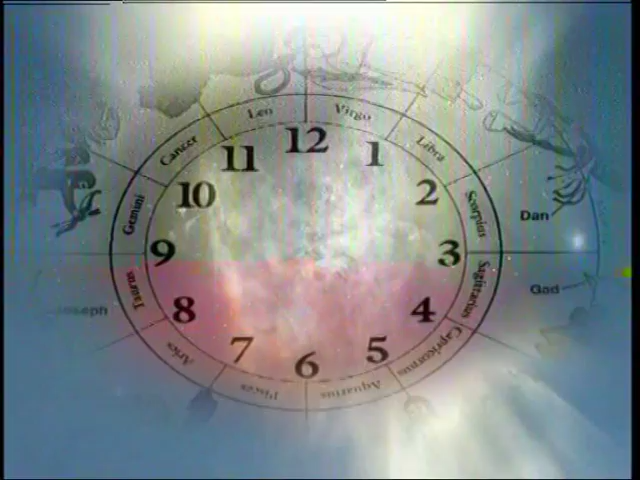 Leo
Virgo
Cancer
Libra
12
11
1
10
2
Gemini
Scorpius
Dan
9
3
Taurus
Sagittarius
Gad
8
4
Capricornus
7
5
Aries
6
Pisces
Aquarius